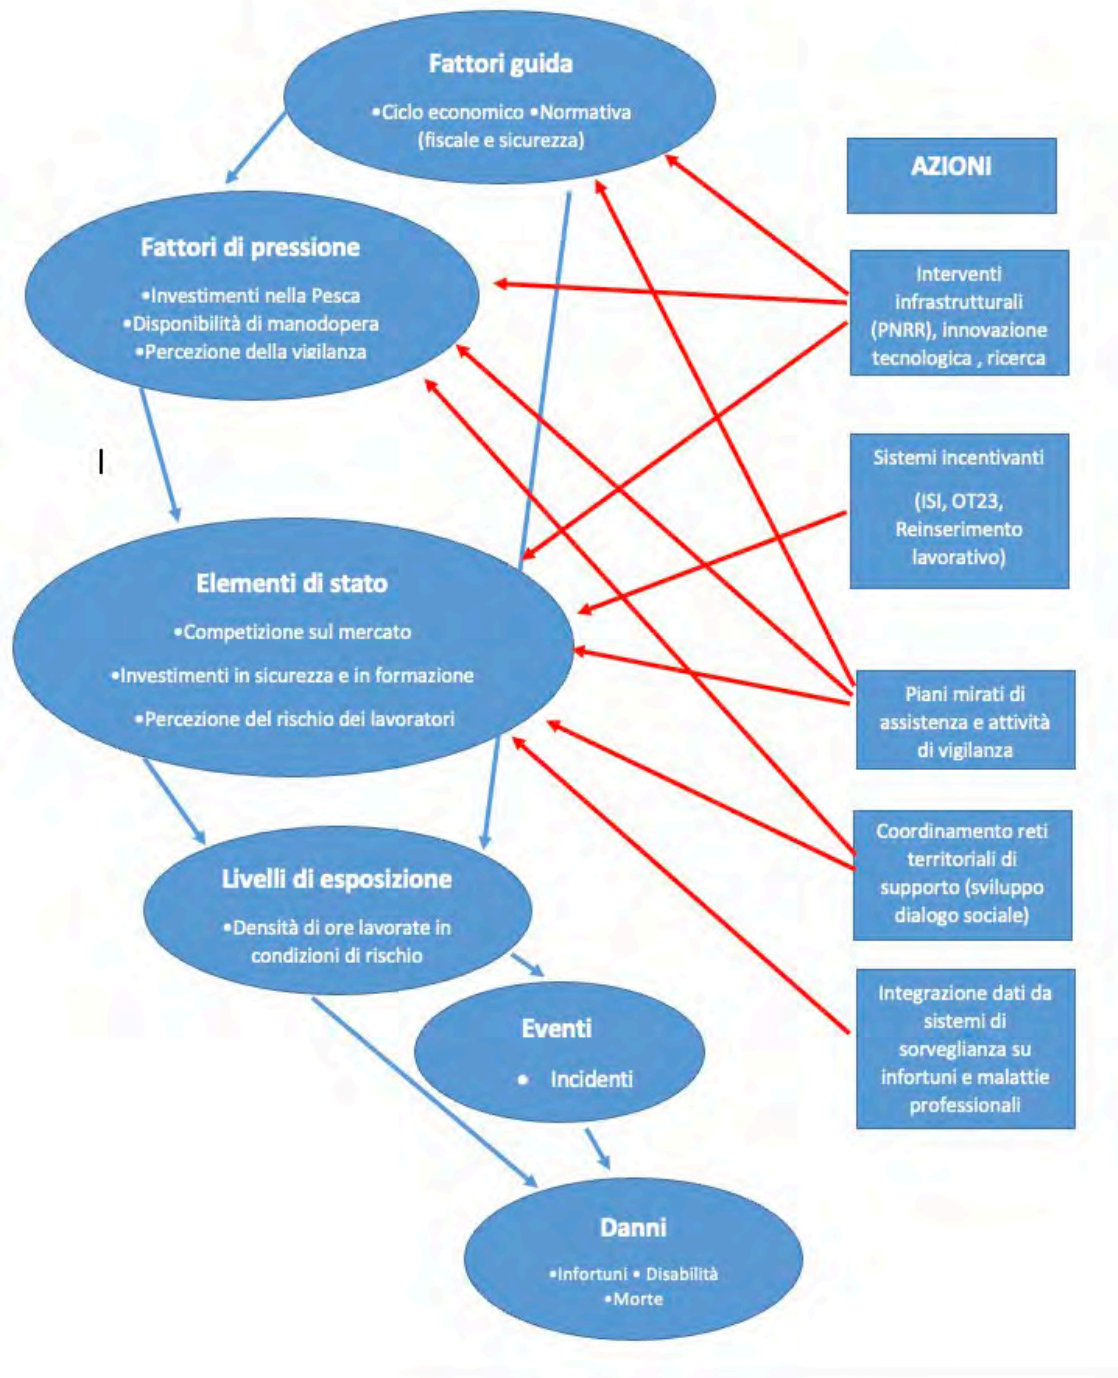 Fattori guida
•Ciclo economico •Normativa
(fiscale e sicurezza)
Fattori di pressione
•Investimenti nella Pesca
•Disponibilità di manodopera
•Percezione della vigilanza
Elementi di stato
•Competizione sul mercato
•Investimenti in sicurezza e in formazione
•Percezione del rischio dei lavoratori
Livelli di esposizione
•Densità di ore lavorate in
condizioni di rischio
Eventi
• Incidenti
Danni
•Infortuni • Disabilità
•Morte
AZIONI
Interventi
infrastrutturali
(PNRR), innovazione
tecnologica , ricerca
Sistemi incentivanti
(ISI, OT23,
Reinserimento
lavorativo)
Piani mirati di
assistenza e attività
di vigilanza
Coordinamento reti
territoriali di
supporto (sviluppo
dialogo sociale)
Integrazione dati da
sistemi di
sorveglianza su
infortuni e malattie
professionali